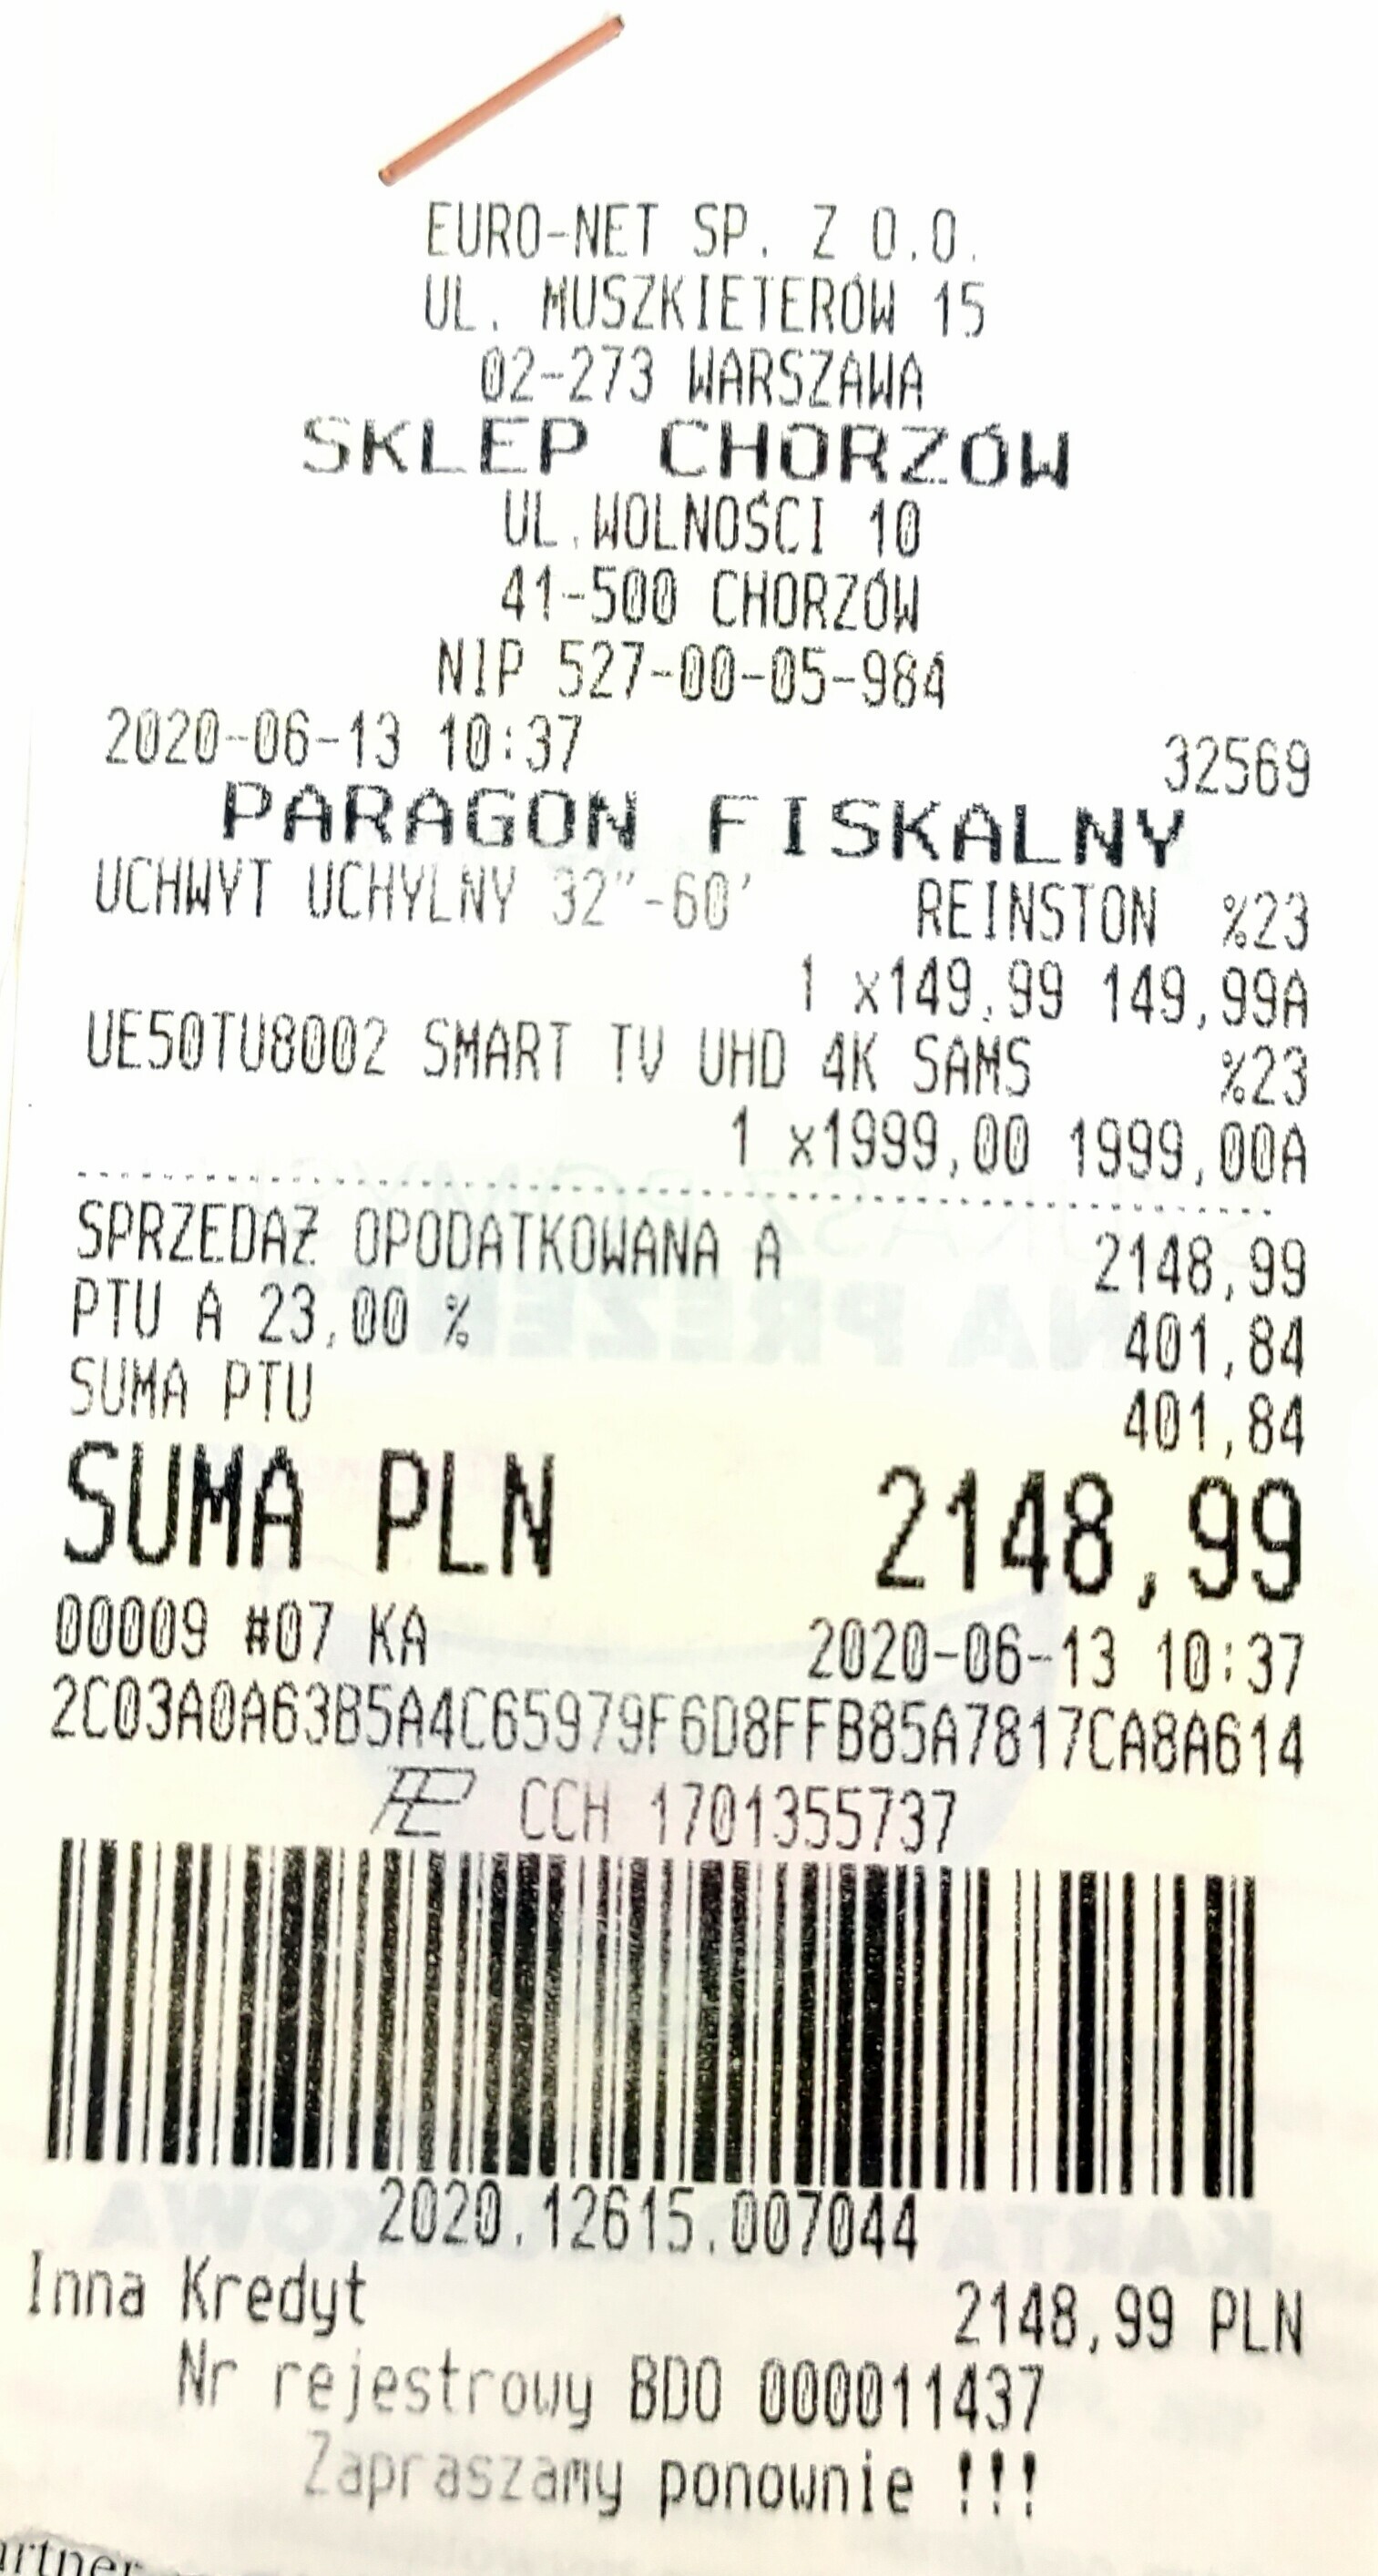 EURO-NET SP. Z O.O.
UL. MUSZKIETERÓW 15
02-273 WARSZAWA
SKLEP CHORZÓW
UL.WOLNOŚCI 10
41-500 CHORZÓW
NIP 527-00-05-984
2020-06-13 10:37 32569
PARAGON FISKALNY
UCHWYT UCHYLNY 32"-60' REINSTON %23
1 x149,99 149,99A
UE50TU8002 SMART TV UHD 4K SAMS %23
1 x1999,00 1999,00A
SPRZEDAŻ OPODATKOWANA A 2148,99
PTU A 23,00 % 401,84
SUMA PTU 401,84
SUMA PLN 2148,99
00009 #07 KA 2020-06-13 10:37
2C03A0A63B5A4C65979F6D8FFB85A7817CA8A614
CCH 1701355737
2020.12615.007044
Inna Kredyt 2148,99 PLN
Nr rejestrowy BDO 000011437
Zapraszamy ponownie !!!